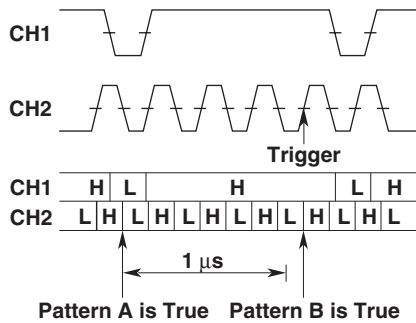 CH1
CH2
Trigger
CH1 H L H L H
CH2 L H L H L H L H L H L H L
1 μs
Pattern A is True Pattern B is True